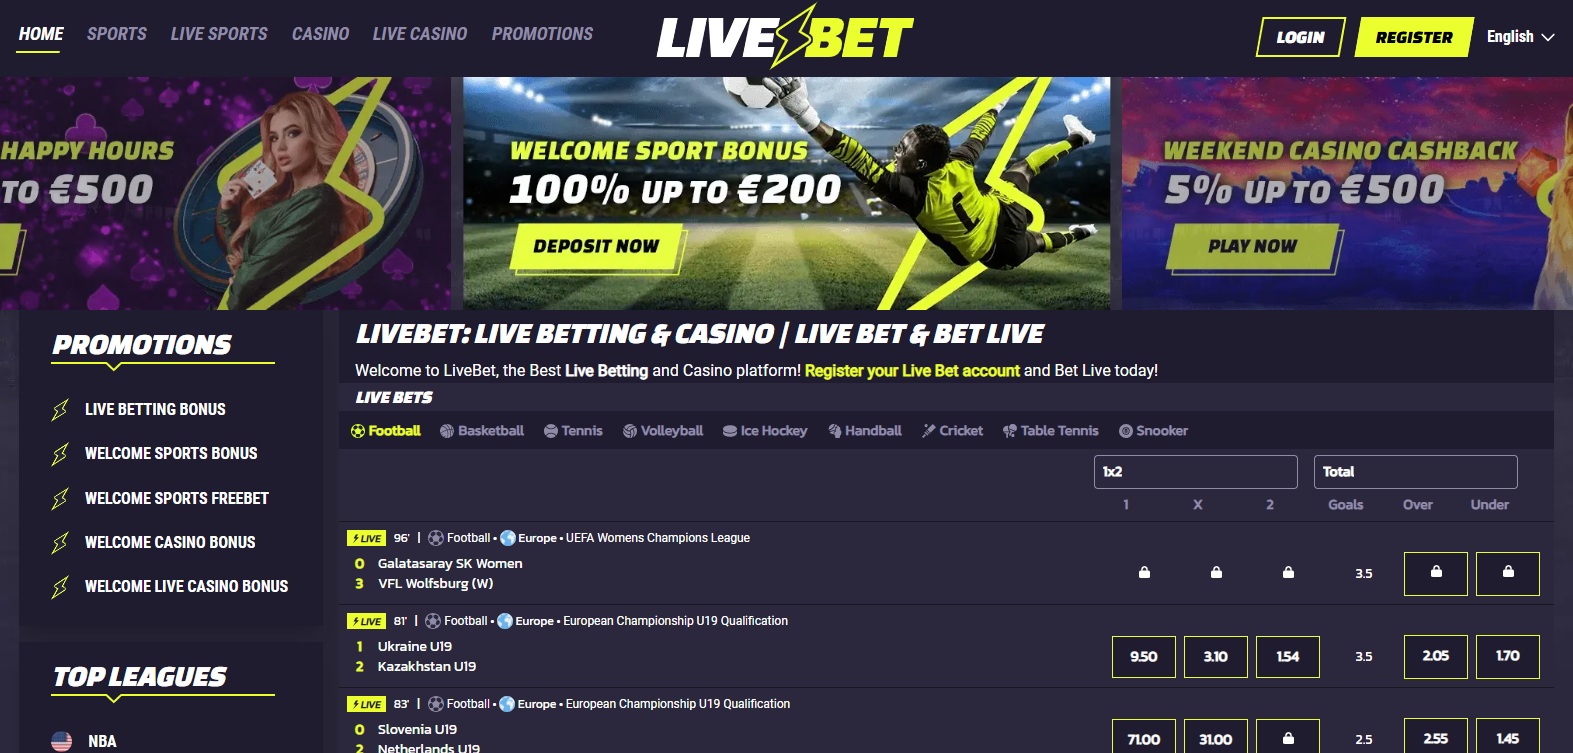 HOME SPORTS LIVE SPORTS CASINO LIVE CASINO PROMOTIONS LIVE BET LOGIN REGISTER English
HAPPY HOURS
TO €500
WELCOME SPORT BONUS
100% UP TO €200
DEPOSIT NOW
WEEKEND CASINO CASHBACK
5% UP TO €500
PLAY NOW
PROMOTIONS
LIVE BETTING BONUS
WELCOME SPORTS BONUS
WELCOME SPORTS FREEBET
WELCOME CASINO BONUS
WELCOME LIVE CASINO BONUS
TOP LEAGUES
NBA
LIVEBET: LIVE BETTING & CASINO | LIVE BET & BET LIVE
Welcome to LiveBet, the Best Live Betting and Casino platform! Register your Live Bet account and Bet Live today!
LIVE BETS
Football Basketball Tennis Volleyball Ice Hockey Handball Cricket Table Tennis Snooker
1x2 Total
1 X 2 Goals Over Under
LIVE 96' | Football • Europe • UEFA Womens Champions League
0 Galatasaray SK Women
3 VFL Wolfsburg (W)
3.5
LIVE 81' | Football • Europe • European Championship U19 Qualification
1 Ukraine U19
2 Kazakhstan U19
9.50 3.10 1.54 3.5 2.05 1.70
LIVE 83' | Football • Europe • European Championship U19 Qualification
0 Slovenia U19
2 Netherlands U19
71.00 31.00 2.5 2.55 1.45